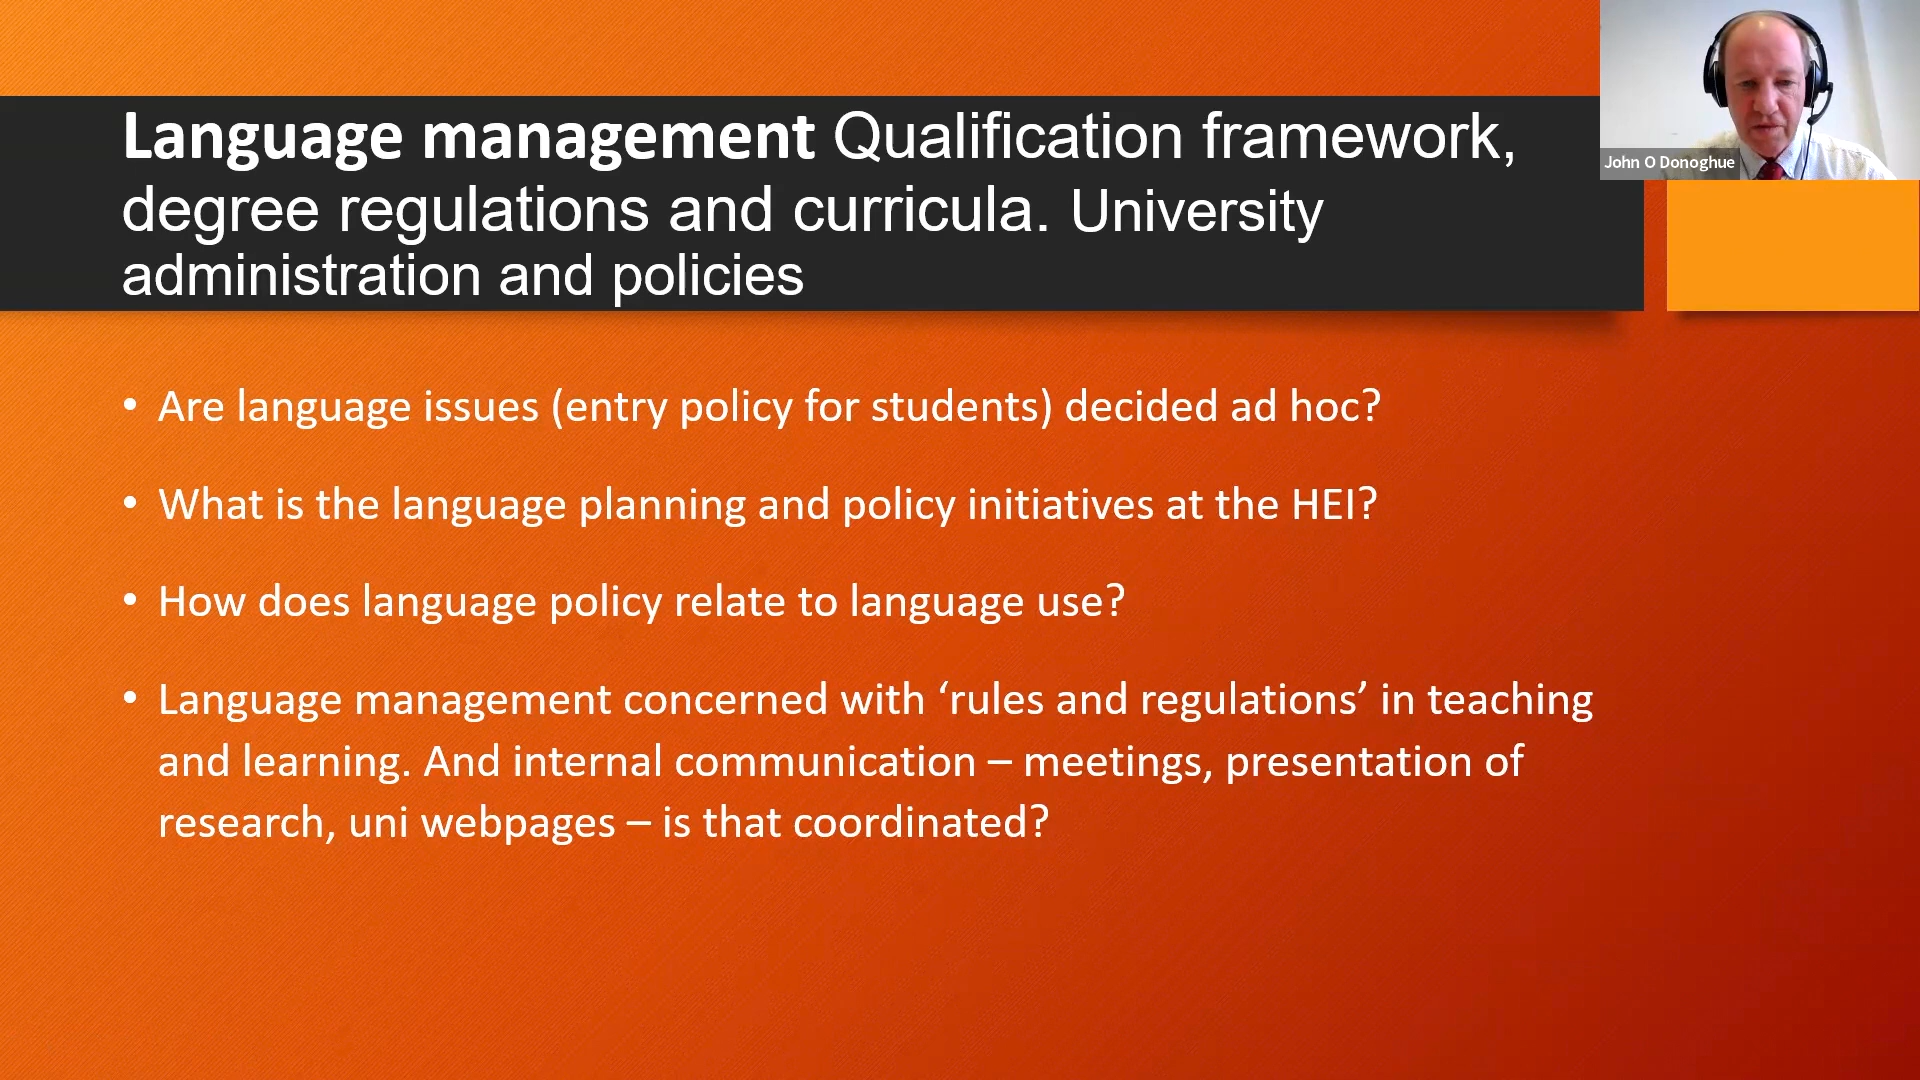 Language management Qualification framework,
degree regulations and curricula. University
administration and policies
John O Donoghue
• Are language issues (entry policy for students) decided ad hoc?
• What is the language planning and policy initiatives at the HEI?
• How does language policy relate to language use?
• Language management concerned with ‘rules and regulations’ in teaching
and learning. And internal communication – meetings, presentation of
research, uni webpages – is that coordinated?